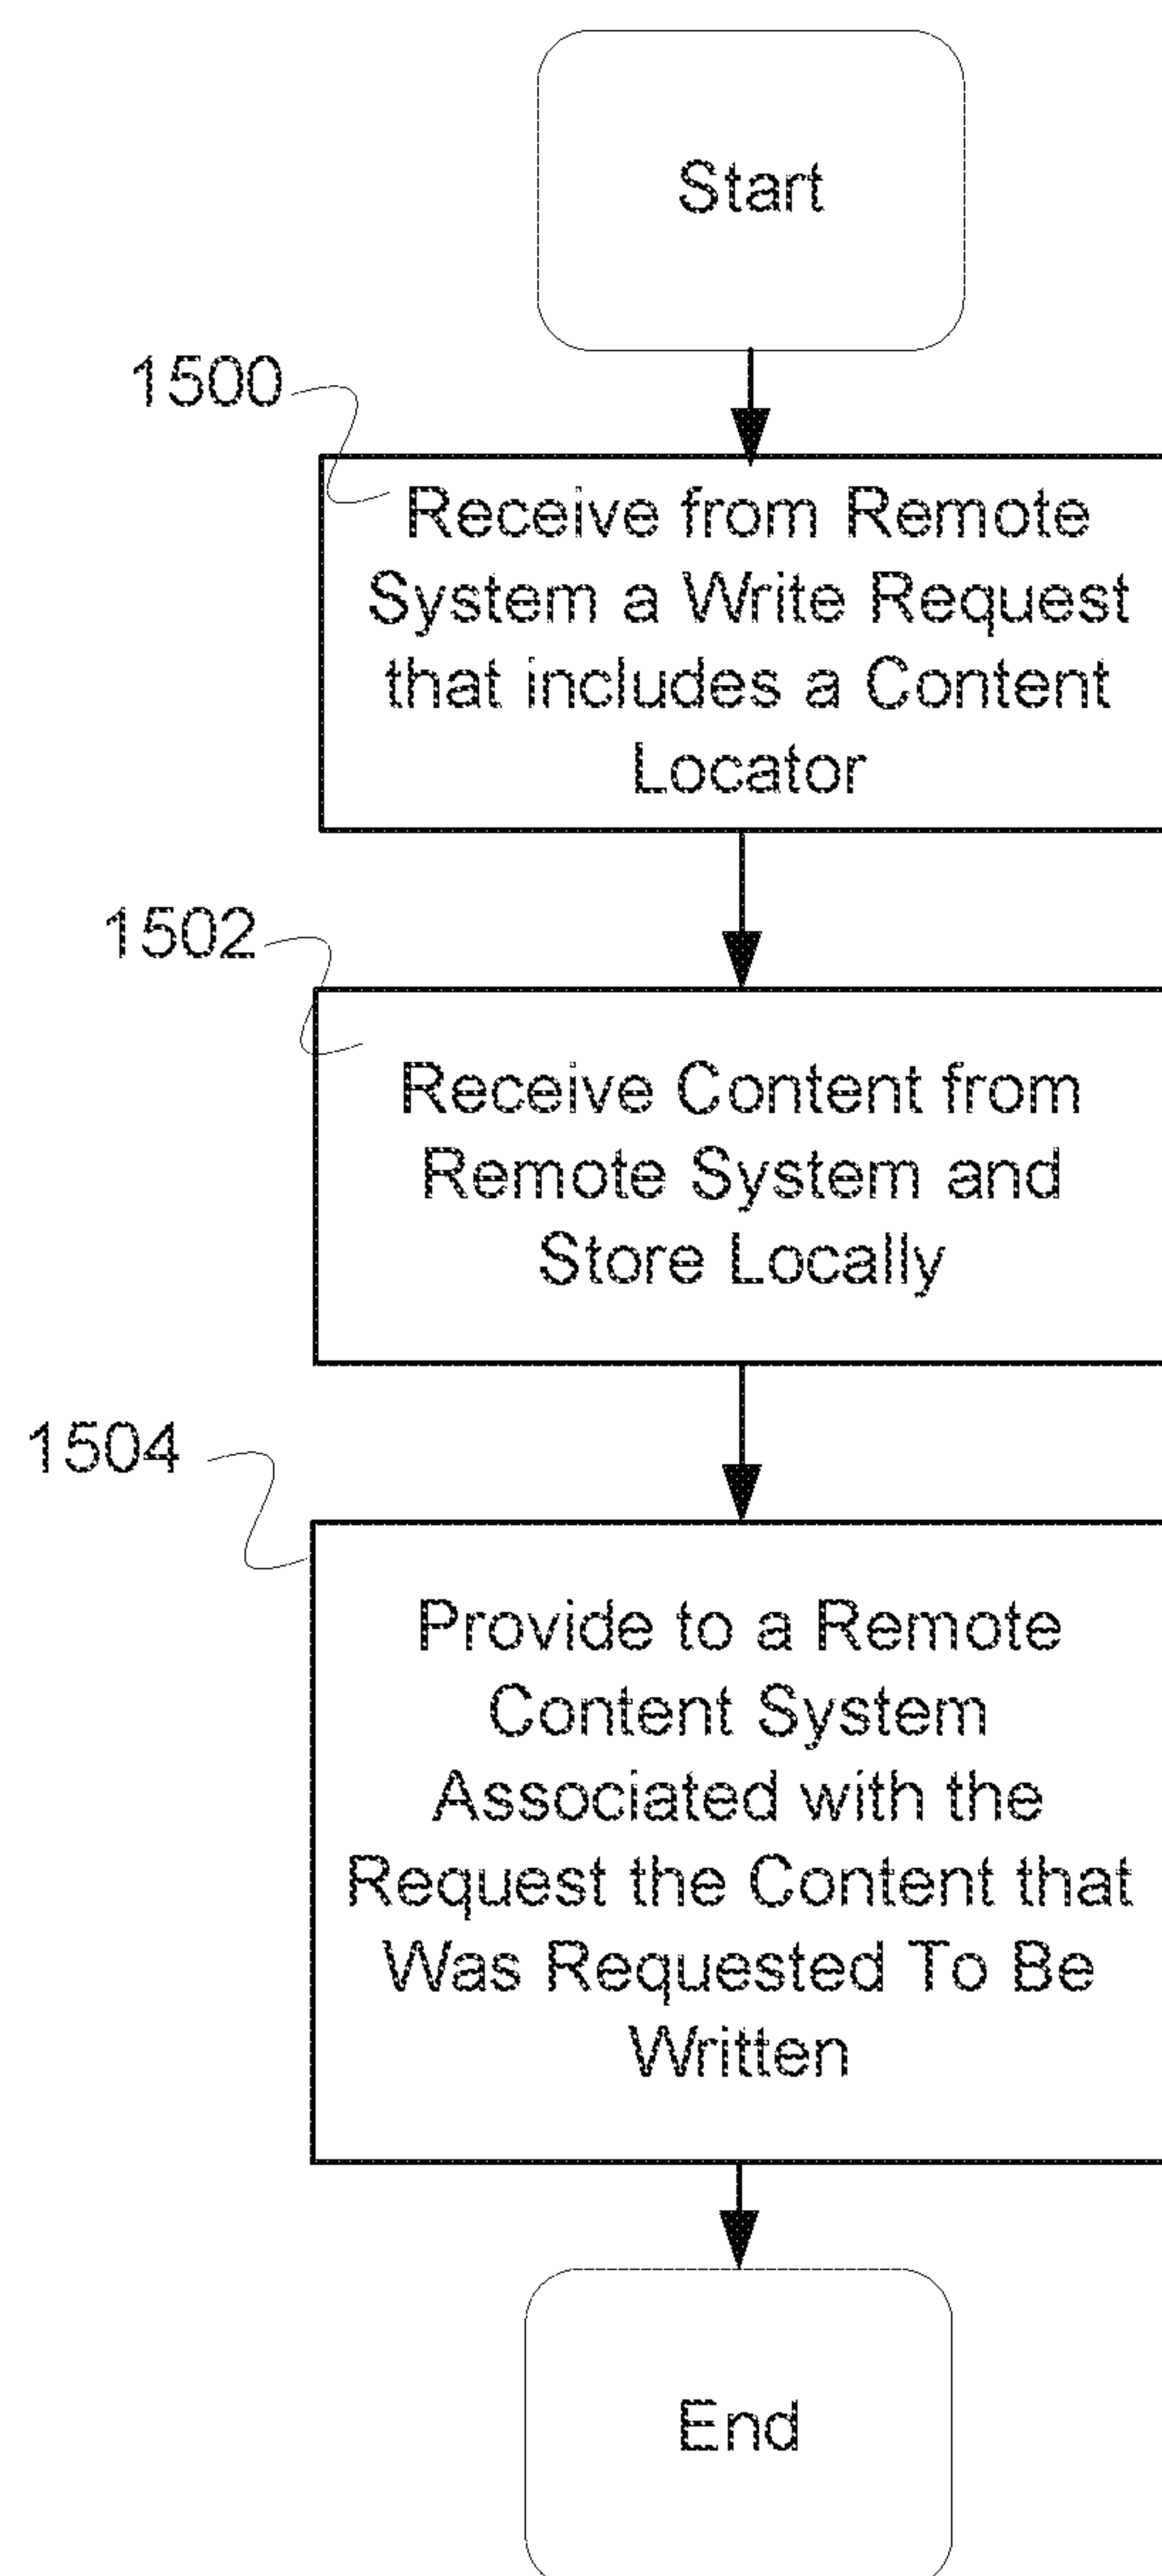 Start
1500
Receive from Remote
System a Write Request
that includes a Content
Locator
1502
Receive Content from
Remote System and
Store Locally
1504
Provide to a Remote
Content System
Associated with the
Request the Content that
Was Requested To Be
Written
End